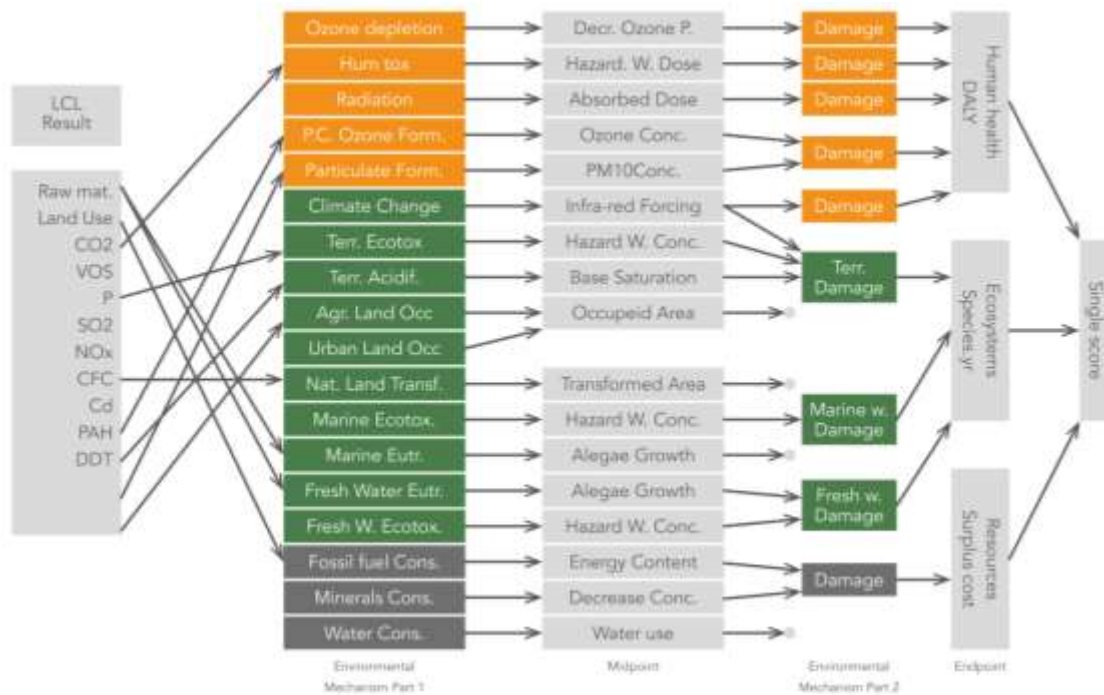 LCL
Result
Raw mat.
Land Use
CO2
VOS
P
SO2
NOx
CFC
Cd
PAH
DDT
Ozone depletion
Hum tox
Radiation
P.C. Ozone Form.
Particulate Form.
Climate Change
Terr. Ecotox
Terr. Acidif.
Agr. Land Occ
Urban Land Occ
Nat. Land Transf.
Marine Ecotox.
Marine Eutr.
Fresh Water Eutr.
Fresh W. Ecotox.
Fossil fuel Cons.
Minerals Cons.
Water Cons.
Environmental
Mechanism Part 1
Decr. Ozone P.
Hazard. W. Dose
Absorbed Dose
Ozone Conc.
PM10Conc.
Infra-red Forcing
Hazard W. Conc.
Base Saturation
Occupeid Area
Transformed Area
Hazard W. Conc.
Alegae Growth
Alegae Growth
Hazard W. Conc.
Energy Content
Decrease Conc.
Water use
Midpoint
Damage
Damage
Damage
Damage
Damage
Terr.
Damage
Marine w.
Damage
Fresh w.
Damage
Damage
Environmental
Mechanism Part 2
Human health
DALY
Ecosystems
Species.yr
Resources
Surplus cost
Endpoint
Single score